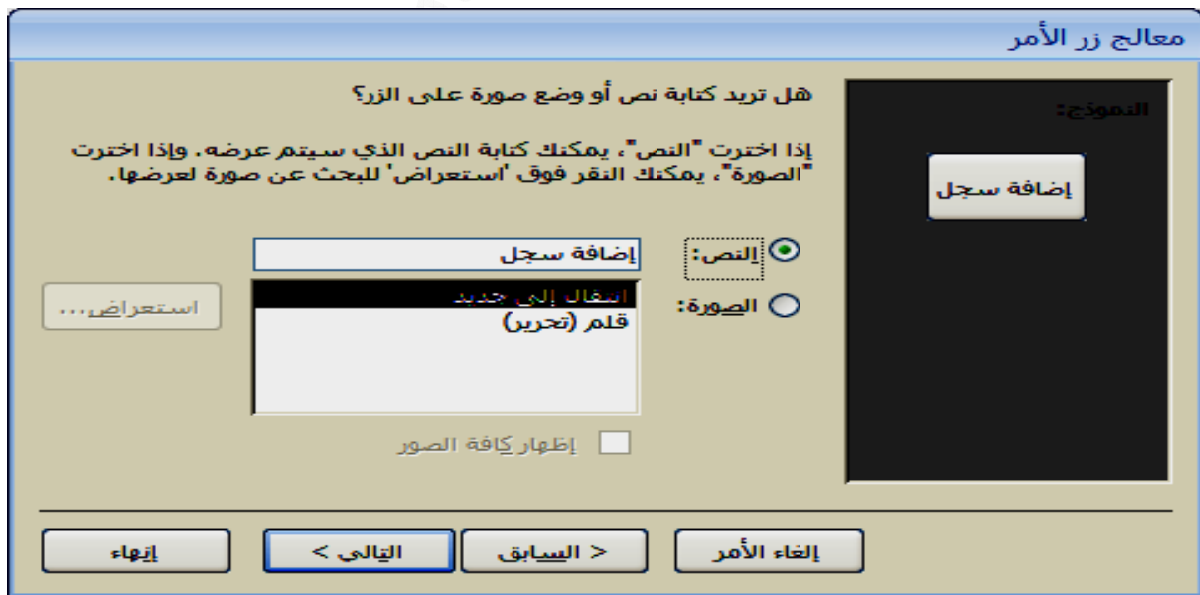 معالج زر الأمر
النموذج:
إضافة سجل
هل تريد كتابة نص أو وضع صورة على الزر؟
إذا اخترت "النص"، يمكنك كتابة النص الذي سيتم عرضه. وإذا اخترت
"الصورة"، يمكنك النقر فوق 'استعراض' للبحث عن صورة لعرضها.
النص:
إضافة سجل
الصورة:
انتقال إلى جديد
قلم (تحرير)
استعراض...
إظهار كافة الصور
إلغاء الأمر
< السابق
التالي >
إنهاء